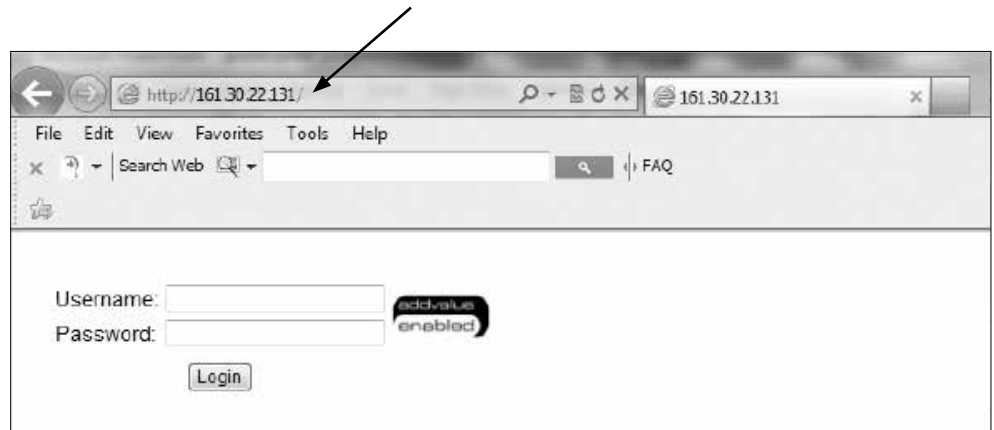 http://161.30.22.131/
161.30.22.131
File Edit View Favorites Tools Help
Search Web
FAQ
Username:
Password:
addvalue
enabled
Login